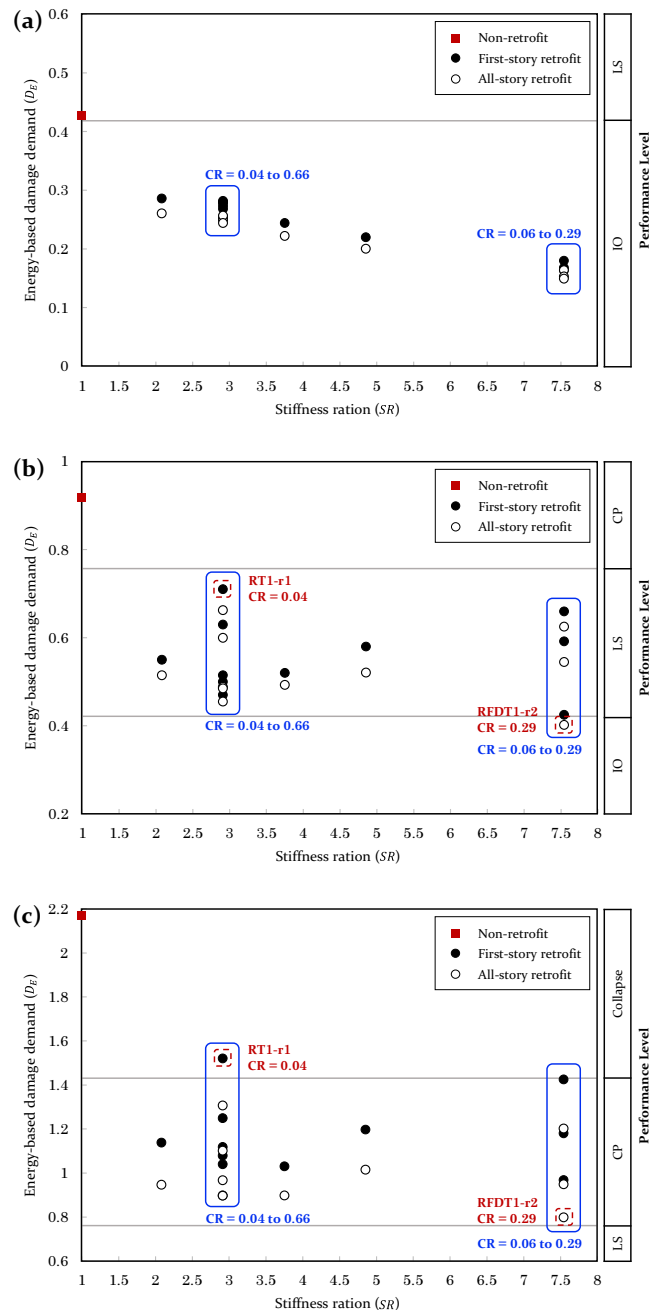 (a)
0.6
0.5
0.4
0.3
0.2
0.1
0
Energy-based damage demand (D_E)
Non-retrofit
First-story retrofit
All-story retrofit
CR = 0.04 to 0.66
CR = 0.06 to 0.29
LS
IO
Performance Level
1 1.5 2 2.5 3 3.5 4 4.5 5 5.5 6 6.5 7 7.5 8
Stiffness ration (SR)
(b)
1
0.8
0.6
0.4
0.2
Energy-based damage demand (D_E)
Non-retrofit
First-story retrofit
All-story retrofit
RT1-r1
CR = 0.04
CR = 0.04 to 0.66
RFDT1-r2
CR = 0.29
CR = 0.06 to 0.29
CP
LS
IO
Performance Level
1 1.5 2 2.5 3 3.5 4 4.5 5 5.5 6 6.5 7 7.5 8
Stiffness ration (SR)
(c)
2.2
2
1.8
1.6
1.4
1.2
1
0.8
0.6
Energy-based damage demand (D_E)
Non-retrofit
First-story retrofit
All-story retrofit
RT1-r1
CR = 0.04
CR = 0.04 to 0.66
RFDT1-r2
CR = 0.29
CR = 0.06 to 0.29
Collapse
CP
LS
Performance Level
1 1.5 2 2.5 3 3.5 4 4.5 5 5.5 6 6.5 7 7.5 8
Stiffness ration (SR)